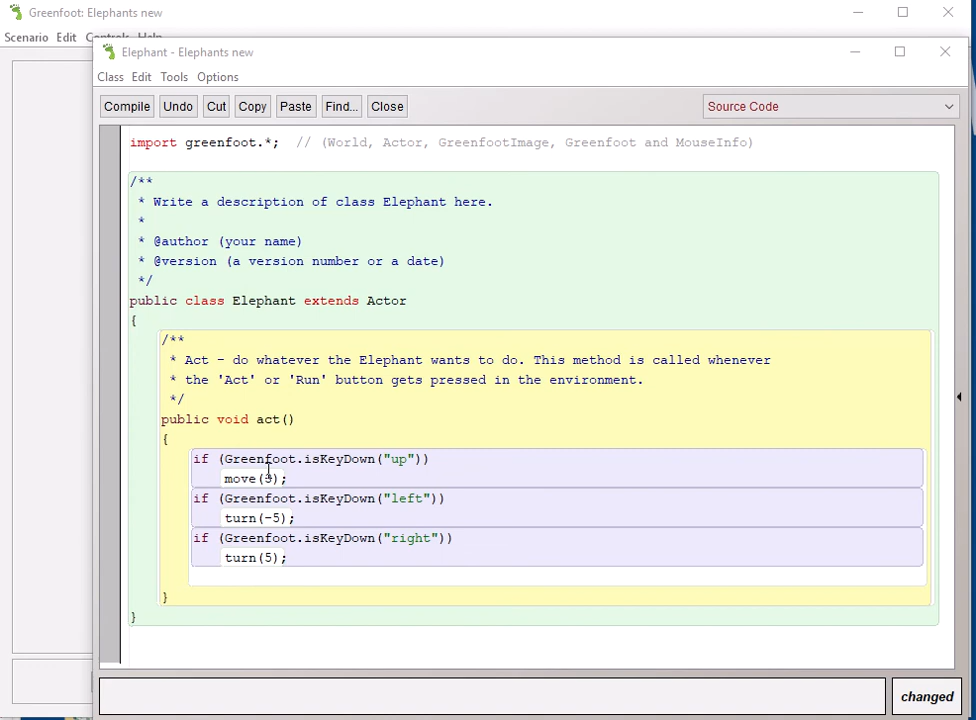 Greenfoot: Elephants new
Scenario Edit Controls Help
Elephant - Elephants new
Class Edit Tools Options
Compile Undo Cut Copy Paste Find... Close Source Code
import greenfoot.*;  // (World, Actor, GreenfootImage, Greenfoot and MouseInfo)
/**
 * Write a description of class Elephant here.
 *
 * @author (your name)
 * @version (a version number or a date)
 */
public class Elephant extends Actor
{
/**
 * Act - do whatever the Elephant wants to do. This method is called whenever
 * the 'Act' or 'Run' button gets pressed in the environment.
 */
public void act()
{
if (Greenfoot.isKeyDown("up"))
move(3);
if (Greenfoot.isKeyDown("left"))
turn(-5);
if (Greenfoot.isKeyDown("right"))
turn(5);
}
}
changed